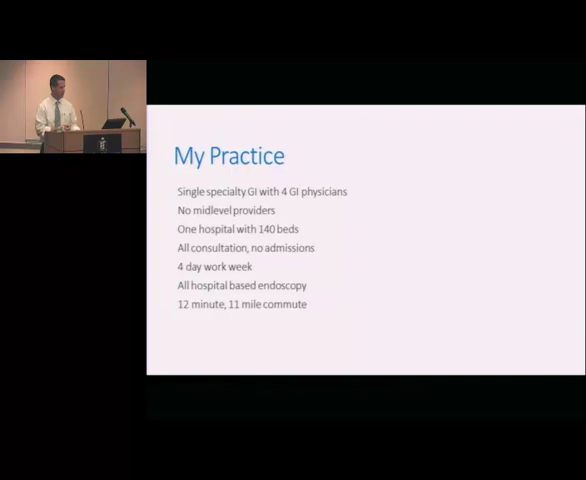 My Practice
Single specialty GI with 4 GI physicians
No midlevel providers
One hospital with 140 beds
All consultation, no admissions
4 day work week
All hospital based endoscopy
12 minute, 11 mile commute